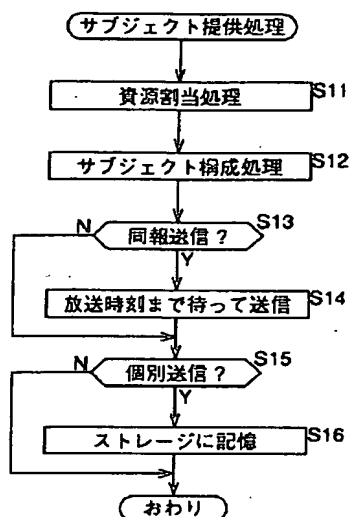 サブジェクト提供処理
資源割当処理 S11
サブジェクト構成処理 S12
同報送信? S13
N
Y
放送時刻まで待って送信 S14
個別送信? S15
N
Y
ストレージに記憶 S16
おわり